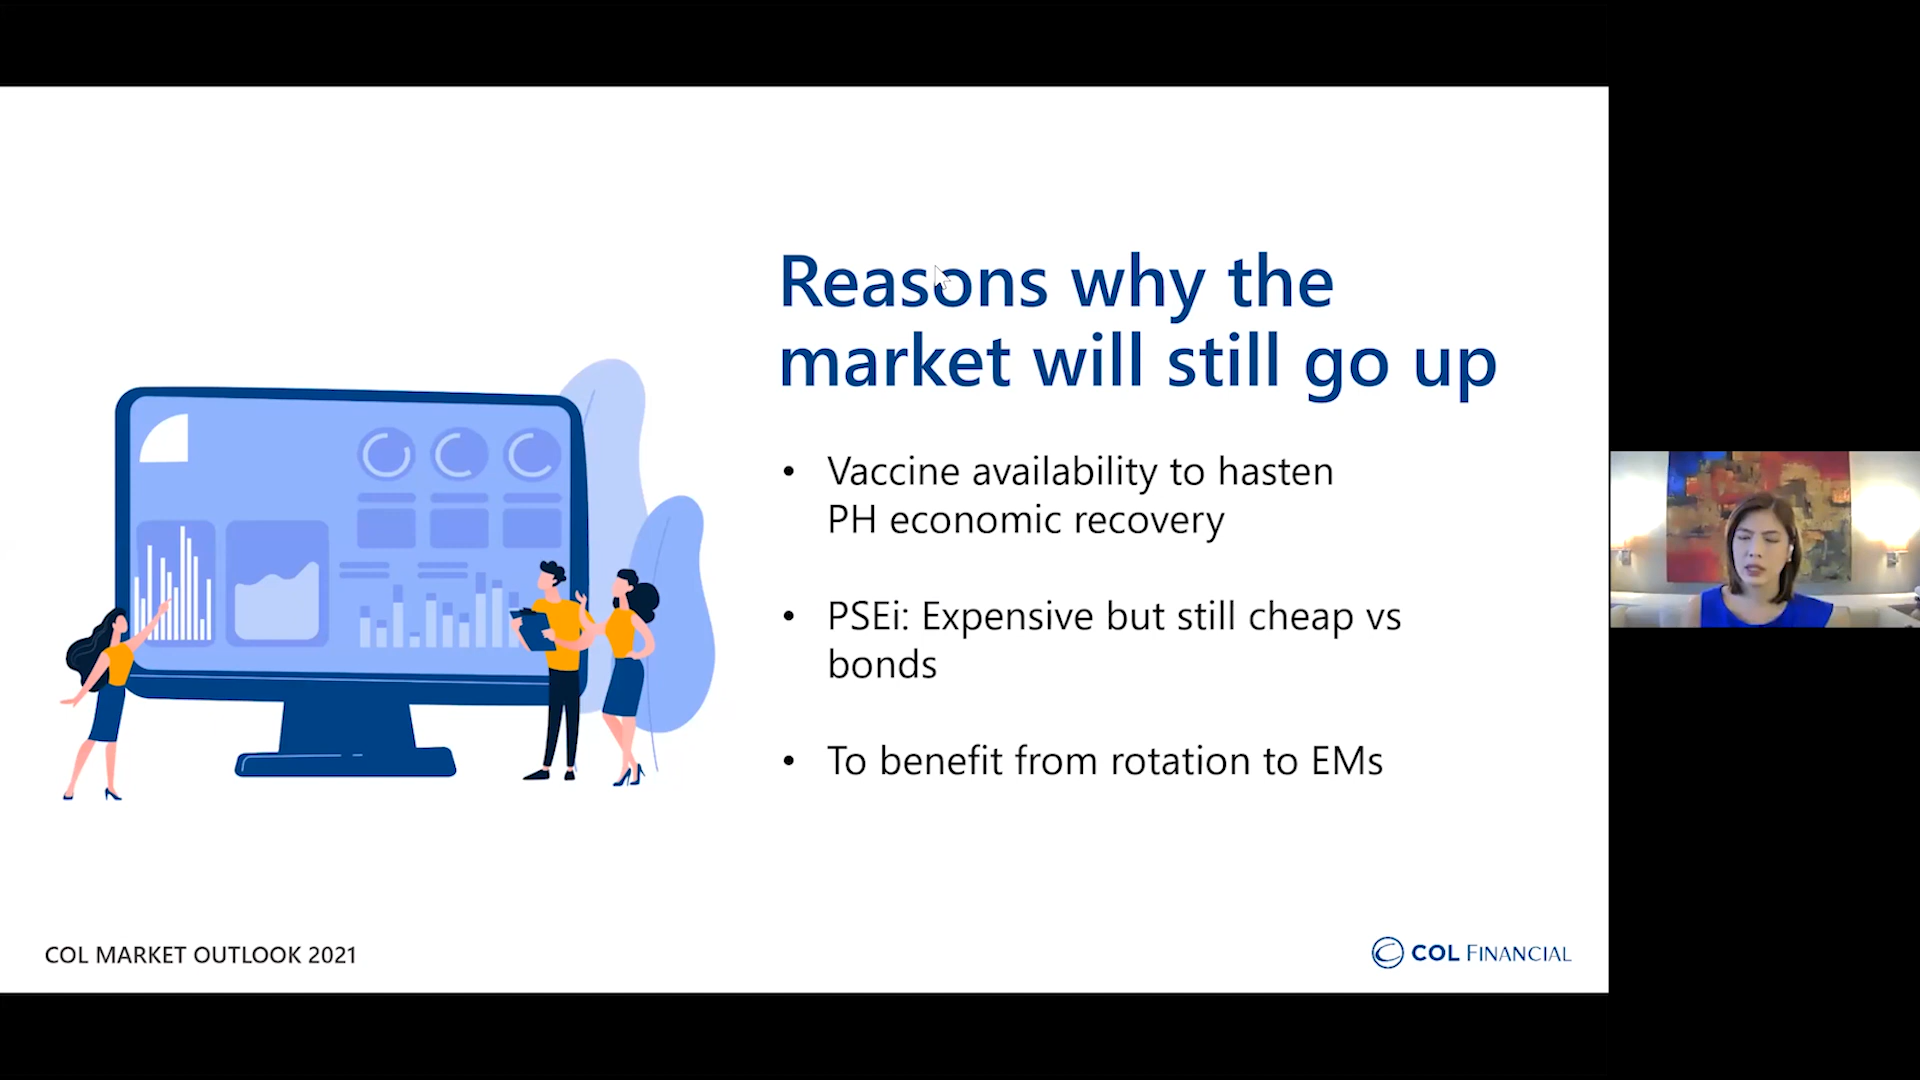 Reasons why the
market will still go up
• Vaccine availability to hasten
PH economic recovery
• PSEi: Expensive but still cheap vs
bonds
• To benefit from rotation to EMs
COL MARKET OUTLOOK 2021
COL FINANCIAL